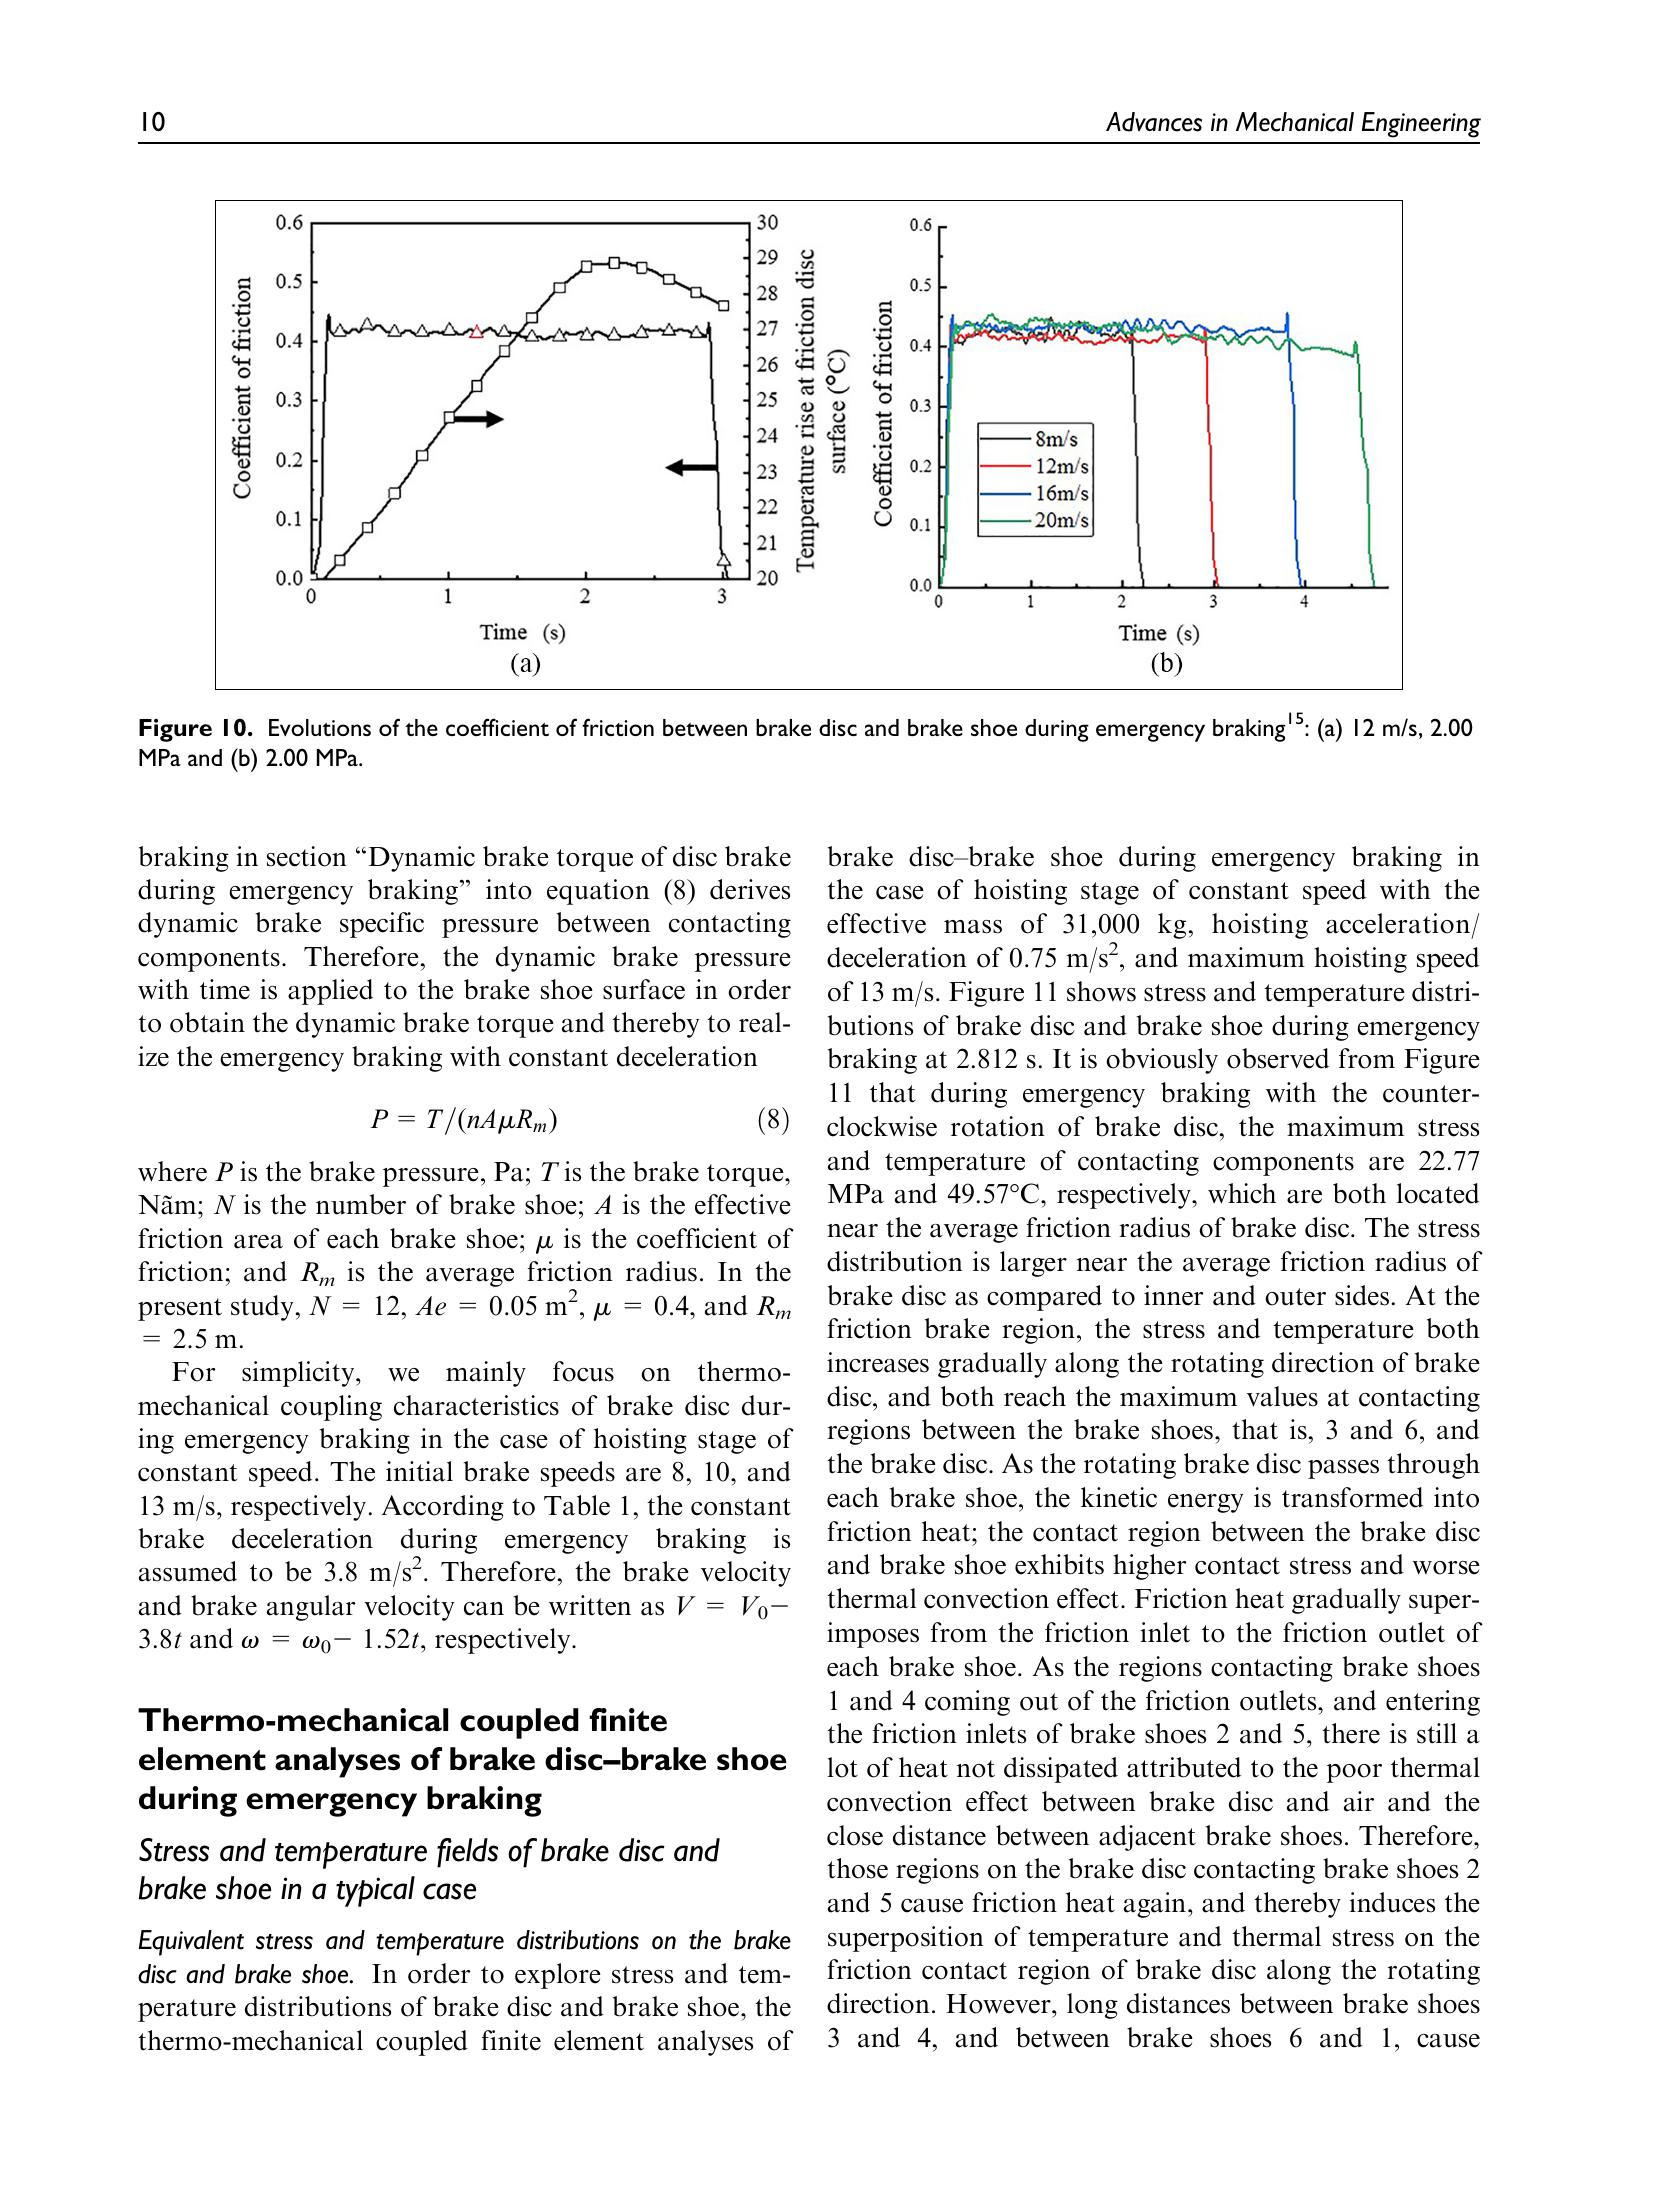 10
Advances in Mechanical Engineering
0.6
0.5
0.4
0.3
0.2
0.1
0.0
Coefficient of friction
0
1
2
3
Time (s)
(a)
30
29
28
27
26
25
24
23
22
21
20
Temperature rise at friction disc
surface (°C)
0.6
0.5
0.4
0.3
0.2
0.1
0.0
Coefficient of friction
8m/s
12m/s
16m/s
20m/s
0
1
2
3
4
Time (s)
(b)
Figure 10. Evolutions of the coefficient of friction between brake disc and brake shoe during emergency braking15: (a) 12 m/s, 2.00
MPa and (b) 2.00 MPa.
braking in section “Dynamic brake torque of disc brake
during emergency braking” into equation (8) derives
dynamic brake specific pressure between contacting
components. Therefore, the dynamic brake pressure
with time is applied to the brake shoe surface in order
to obtain the dynamic brake torque and thereby to real-
ize the emergency braking with constant deceleration
P = T/(nAμRm) (8)
where P is the brake pressure, Pa; T is the brake torque,
Nãm; N is the number of brake shoe; A is the effective
friction area of each brake shoe; μ is the coefficient of
friction; and Rm is the average friction radius. In the
present study, N = 12, Ae = 0.05 m2, μ = 0.4, and Rm
= 2.5 m.
For simplicity, we mainly focus on thermo-
mechanical coupling characteristics of brake disc dur-
ing emergency braking in the case of hoisting stage of
constant speed. The initial brake speeds are 8, 10, and
13 m/s, respectively. According to Table 1, the constant
brake deceleration during emergency braking is
assumed to be 3.8 m/s2. Therefore, the brake velocity
and brake angular velocity can be written as V = V0−
3.8t and ω = ω0− 1.52t, respectively.
Thermo-mechanical coupled finite
element analyses of brake disc–brake shoe
during emergency braking
Stress and temperature fields of brake disc and
brake shoe in a typical case
Equivalent stress and temperature distributions on the brake
disc and brake shoe. In order to explore stress and tem-
perature distributions of brake disc and brake shoe, the
thermo-mechanical coupled finite element analyses of
brake disc–brake shoe during emergency braking in
the case of hoisting stage of constant speed with the
effective mass of 31,000 kg, hoisting acceleration/
deceleration of 0.75 m/s2, and maximum hoisting speed
of 13 m/s. Figure 11 shows stress and temperature distri-
butions of brake disc and brake shoe during emergency
braking at 2.812 s. It is obviously observed from Figure
11 that during emergency braking with the counter-
clockwise rotation of brake disc, the maximum stress
and temperature of contacting components are 22.77
MPa and 49.57°C, respectively, which are both located
near the average friction radius of brake disc. The stress
distribution is larger near the average friction radius of
brake disc as compared to inner and outer sides. At the
friction brake region, the stress and temperature both
increases gradually along the rotating direction of brake
disc, and both reach the maximum values at contacting
regions between the brake shoes, that is, 3 and 6, and
the brake disc. As the rotating brake disc passes through
each brake shoe, the kinetic energy is transformed into
friction heat; the contact region between the brake disc
and brake shoe exhibits higher contact stress and worse
thermal convection effect. Friction heat gradually super-
imposes from the friction inlet to the friction outlet of
each brake shoe. As the regions contacting brake shoes
1 and 4 coming out of the friction outlets, and entering
the friction inlets of brake shoes 2 and 5, there is still a
lot of heat not dissipated attributed to the poor thermal
convection effect between brake disc and air and the
close distance between adjacent brake shoes. Therefore,
those regions on the brake disc contacting brake shoes 2
and 5 cause friction heat again, and thereby induces the
superposition of temperature and thermal stress on the
friction contact region of brake disc along the rotating
direction. However, long distances between brake shoes
3 and 4, and between brake shoes 6 and 1, cause